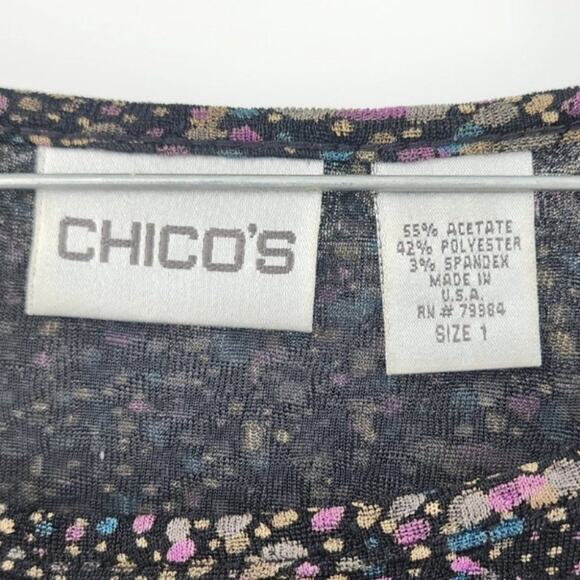 CHICO'S
55% ACETATE
42% POLYESTER
3% SPANDEX
MADE IN
U.S.A.
RN # 79984
SIZE 1